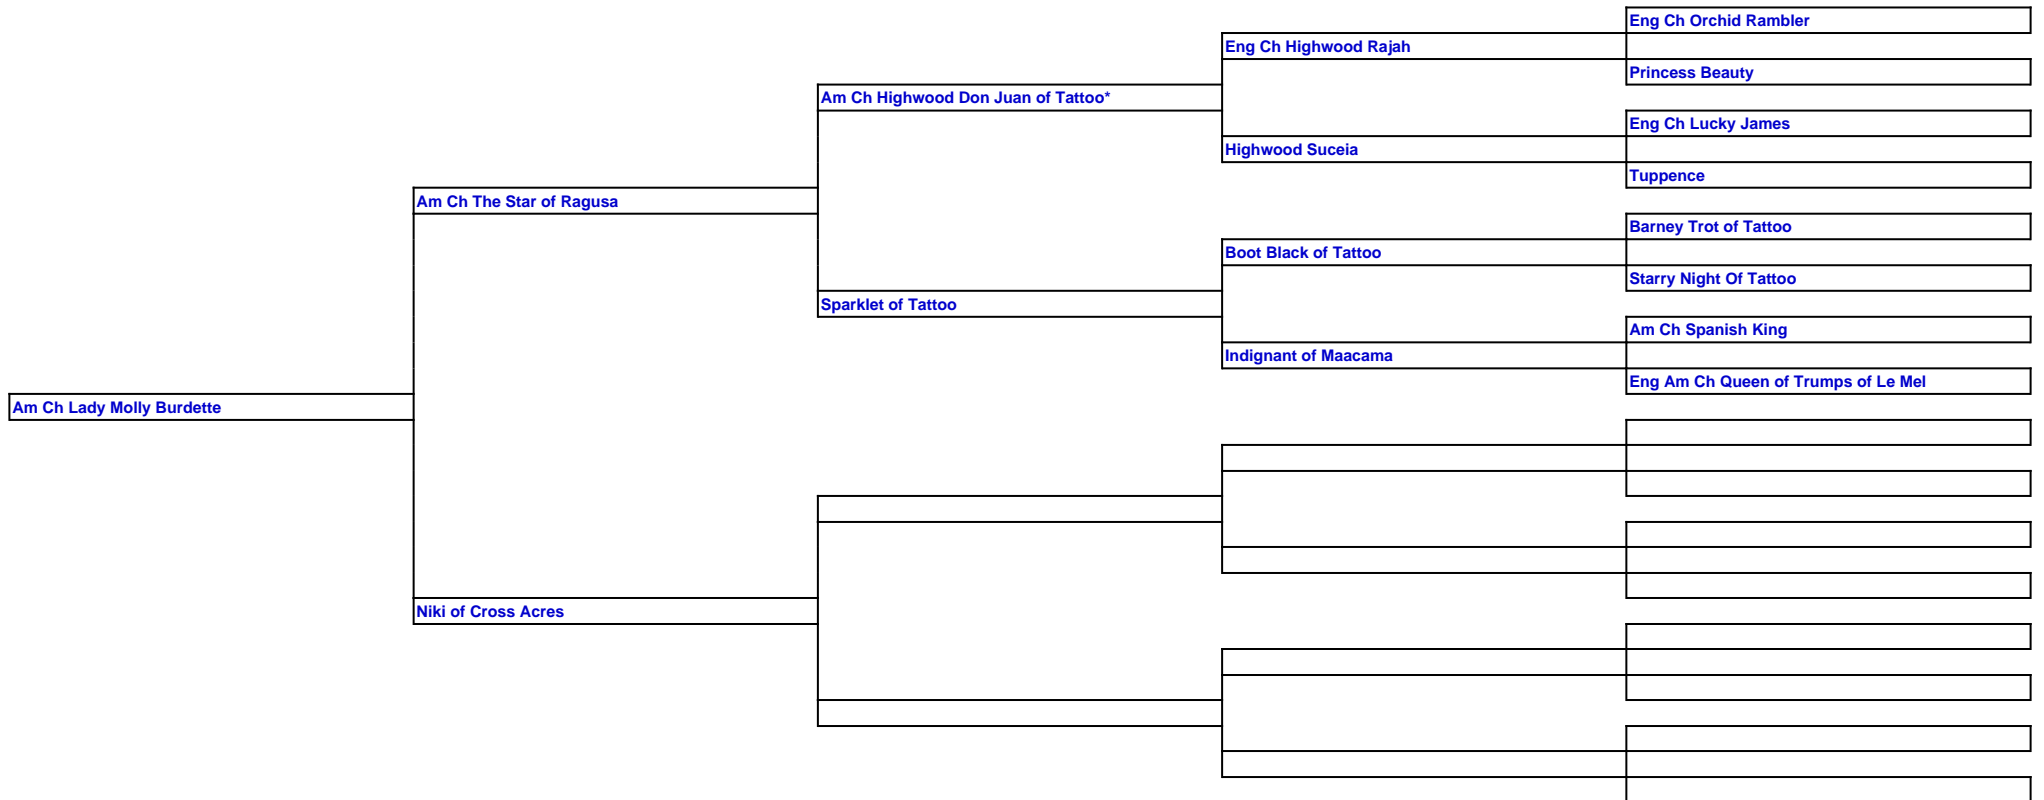 Eng Ch Orchid Rambler
Eng Ch Highwood Rajah
Princess Beauty
Am Ch Highwood Don Juan of Tattoo*
Eng Ch Lucky James
Highwood Suceia
Tuppence
Am Ch The Star of Ragusa
Barney Trot of Tattoo
Boot Black of Tattoo
Starry Night Of Tattoo
Sparklet of Tattoo
Am Ch Spanish King
Indignant of Maacama
Eng Am Ch Queen of Trumps of Le Mel
Am Ch Lady Molly Burdette
Niki of Cross Acres